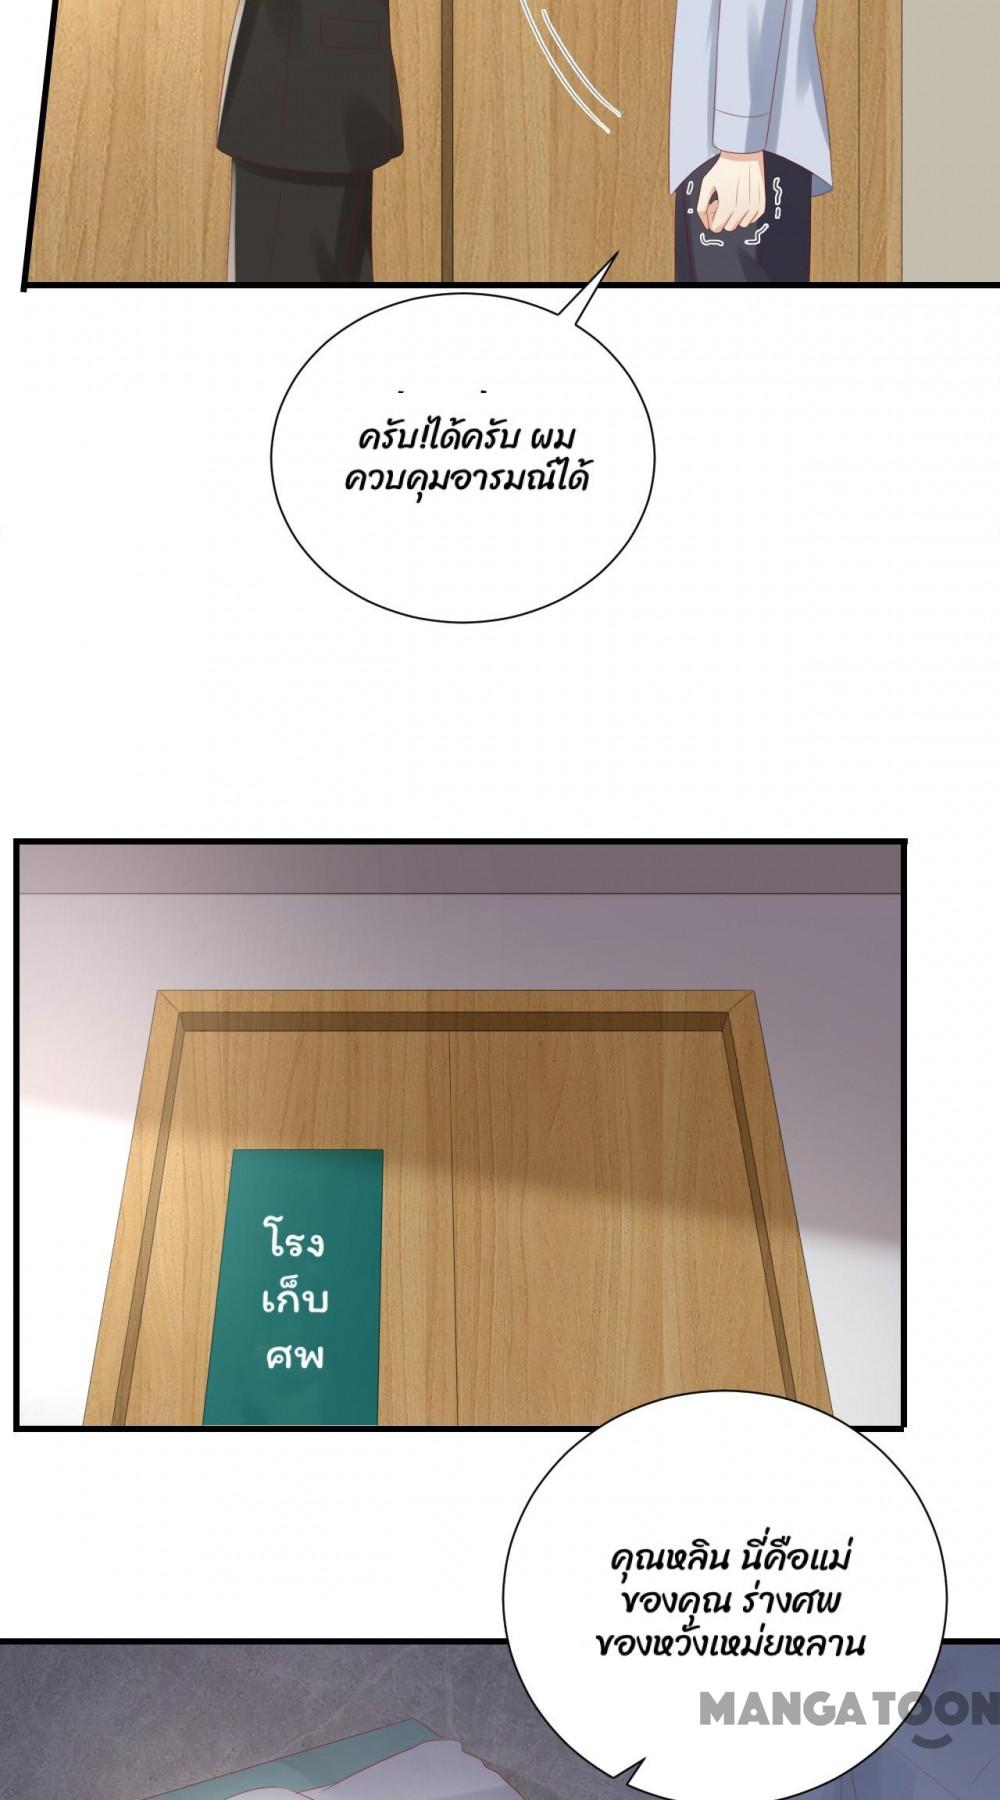 ครับ!ได้ครับ ผม
ควบคุมอารมณ์ได้
โรง
เก็บ
ศพ
คุณหลิน นี่คือแม่
ของคุณ ร่างศพ
ของหวังเหม่ยหลาน
MANGATOON